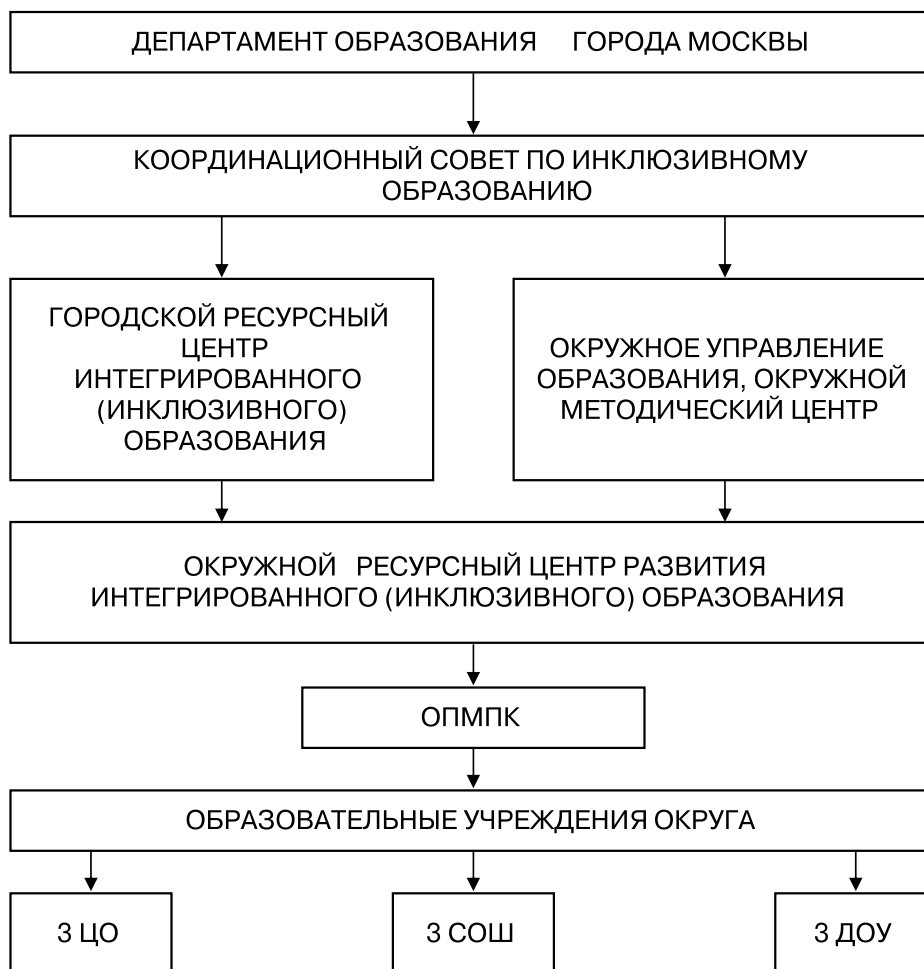 ДЕПАРТАМЕНТ ОБРАЗОВАНИЯ ГОРОДА МОСКВЫ
КООРДИНАЦИОННЫЙ СОВЕТ ПО ИНКЛЮЗИВНОМУ
ОБРАЗОВАНИЮ
ГОРОДСКОЙ РЕСУРСНЫЙ
ЦЕНТР
ИНТЕГРИРОВАННОГО
(ИНКЛЮЗИВНОГО)
ОБРАЗОВАНИЯ
ОКРУЖНОЕ УПРАВЛЕНИЕ
ОБРАЗОВАНИЯ, ОКРУЖНОЙ
МЕТОДИЧЕСКИЙ ЦЕНТР
ОКРУЖНОЙ РЕСУРСНЫЙ ЦЕНТР РАЗВИТИЯ
ИНТЕГРИРОВАННОГО (ИНКЛЮЗИВНОГО) ОБРАЗОВАНИЯ
ОПМПК
ОБРАЗОВАТЕЛЬНЫЕ УЧРЕЖДЕНИЯ ОКРУГА
3 ЦО
3 СОШ
3 ДОУ